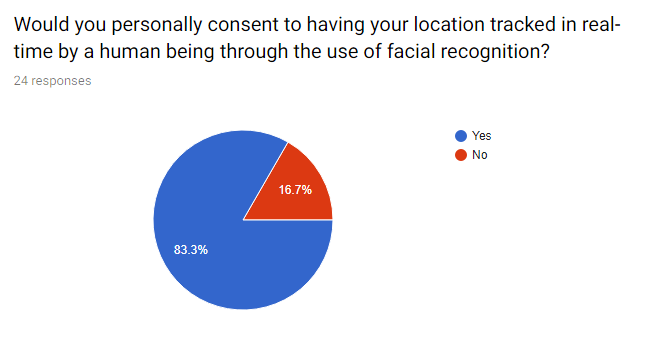 Would you personally consent to having your location tracked in real-
time by a human being through the use of facial recognition?
24 responses
Yes
No
16.7%
83.3%